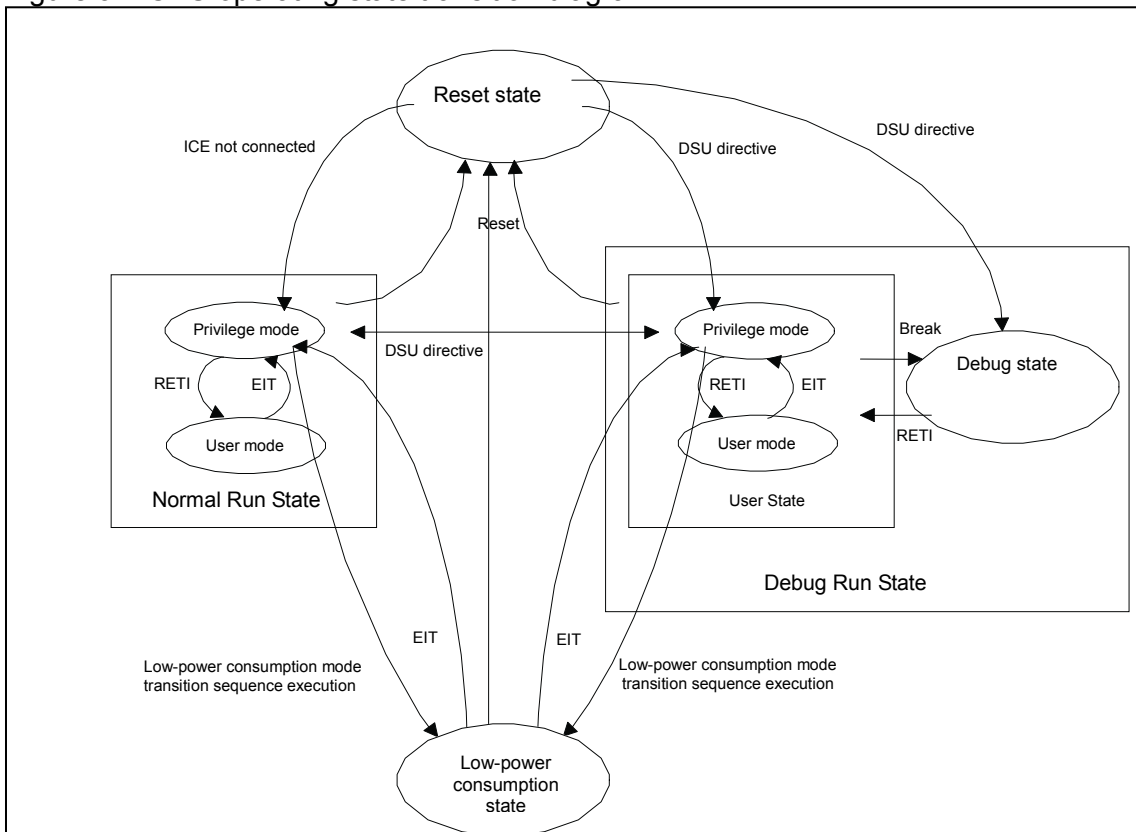 Reset state
DSU directive
ICE not connected
DSU directive
Reset
Privilege mode
Privilege mode
Break
DSU directive
Debug state
RETI
EIT
RETI
EIT
User mode
User mode
RETI
Normal Run State
User State
Debug Run State
EIT
EIT
Low-power consumption mode
transition sequence execution
Low-power consumption mode
transition sequence execution
Low-power
consumption
state